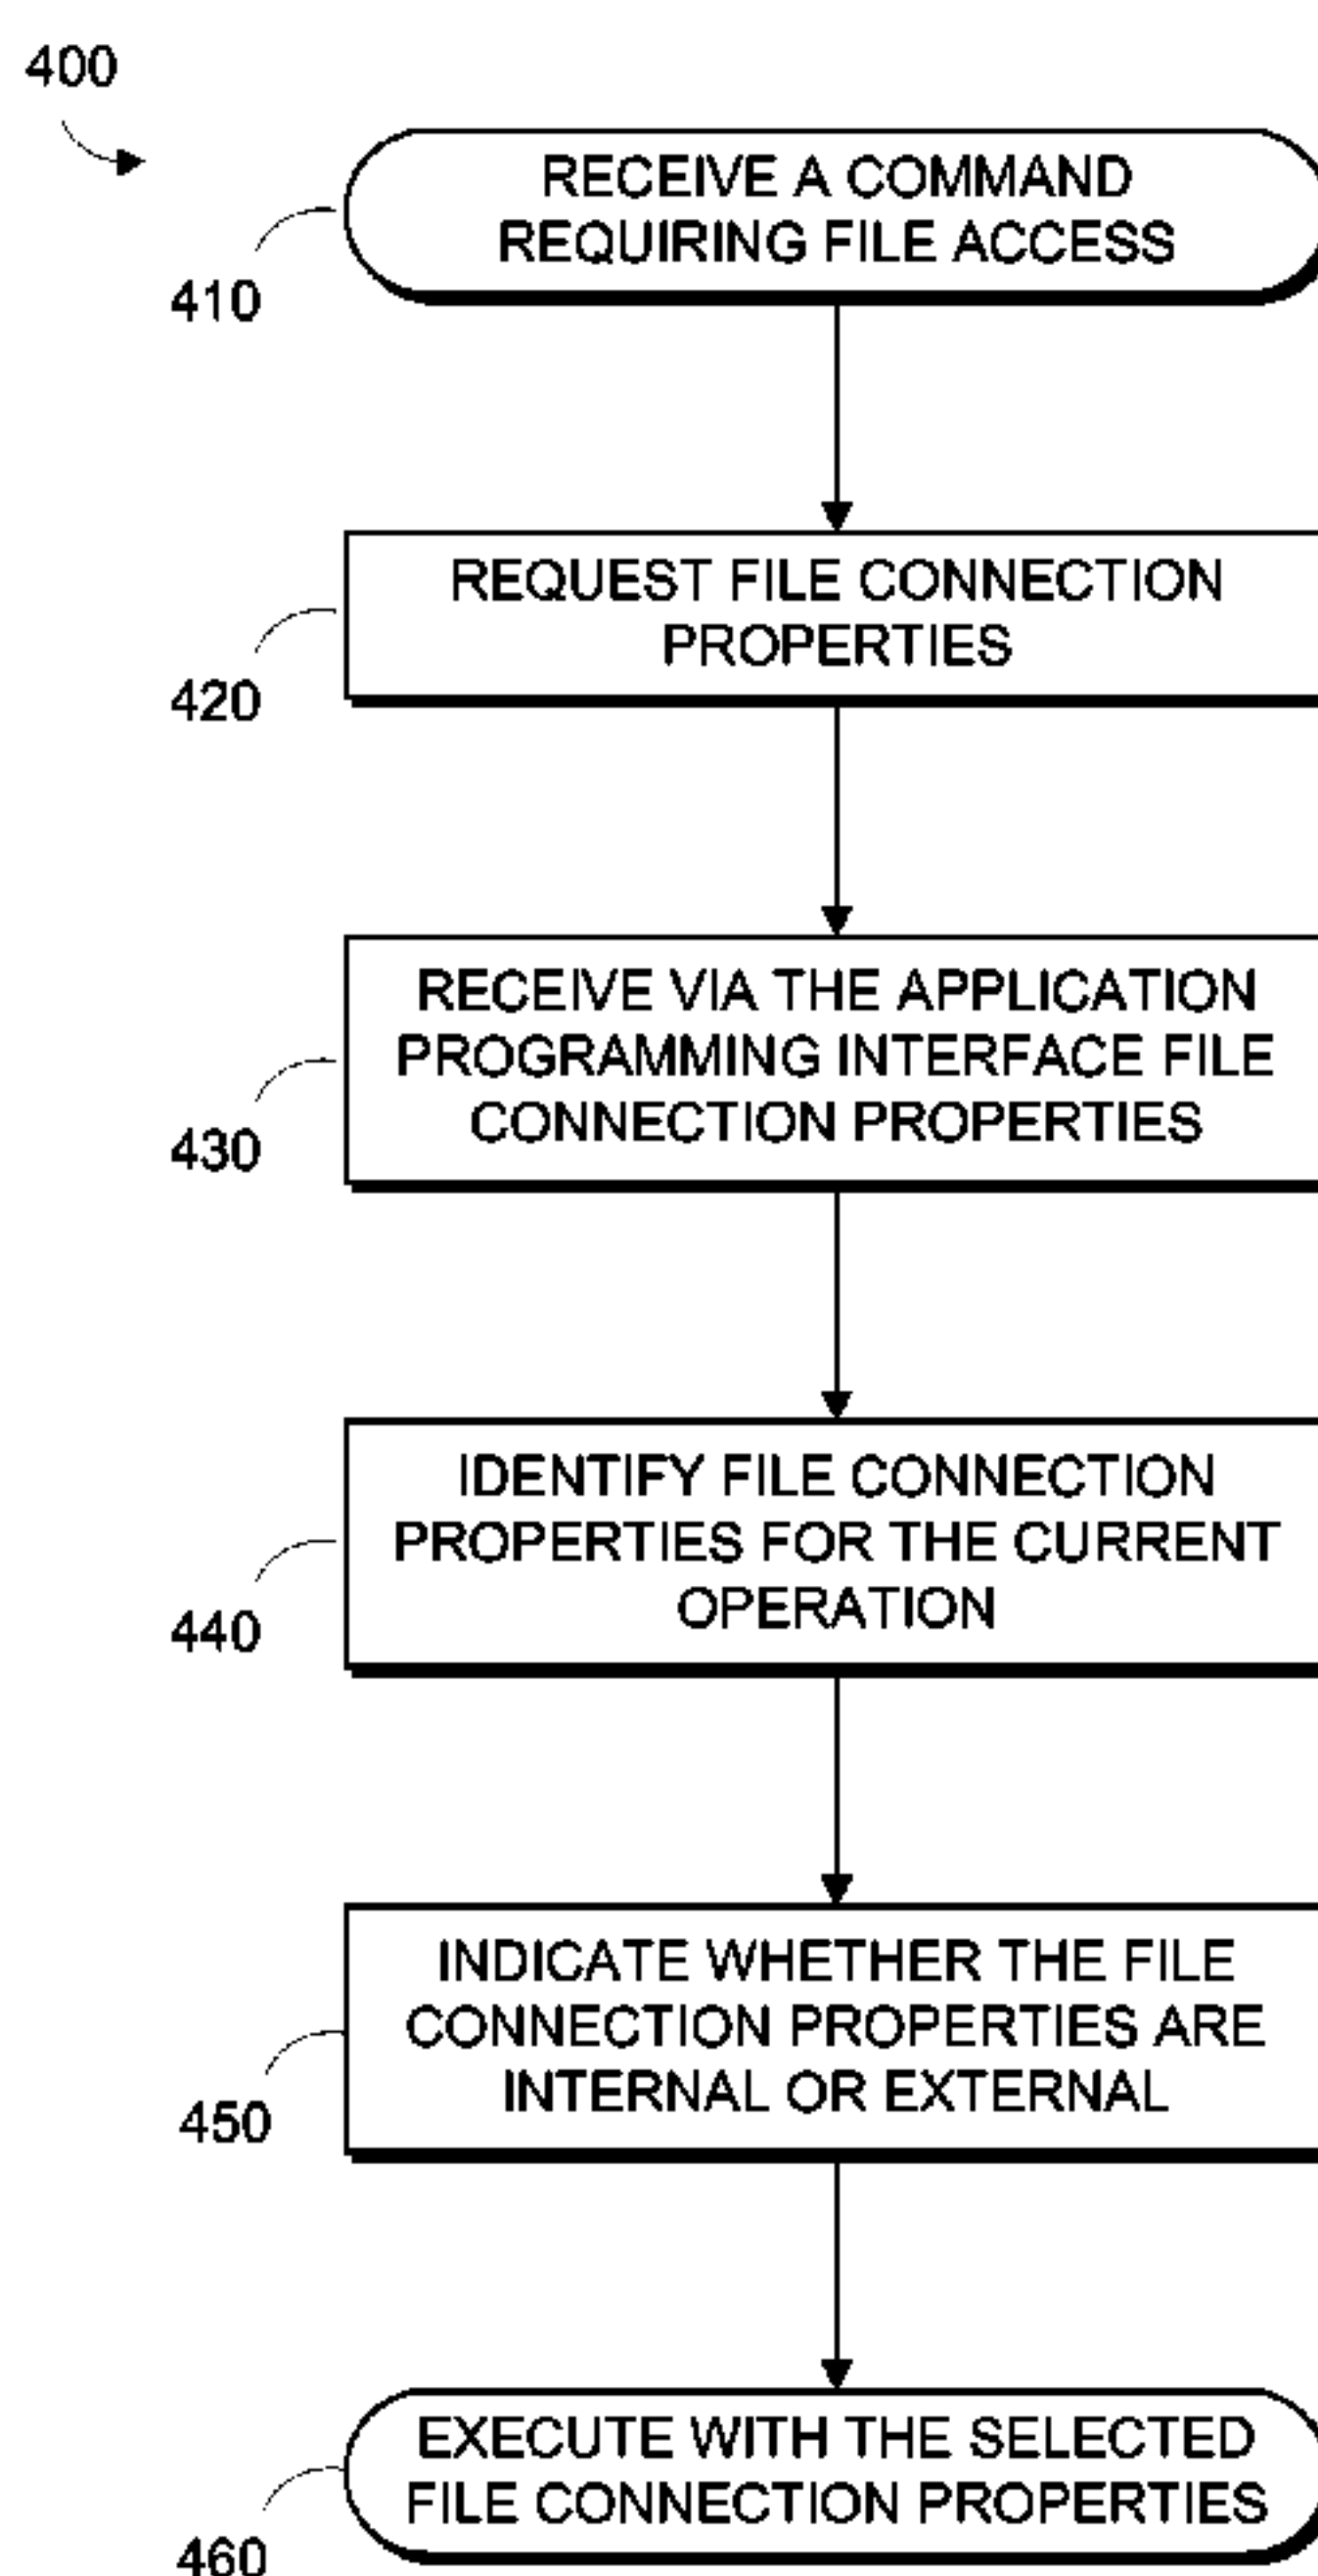 400
RECEIVE A COMMAND
REQUIRING FILE ACCESS
410
REQUEST FILE CONNECTION
PROPERTIES
420
RECEIVE VIA THE APPLICATION
PROGRAMMING INTERFACE FILE
CONNECTION PROPERTIES
430
IDENTIFY FILE CONNECTION
PROPERTIES FOR THE CURRENT
OPERATION
440
INDICATE WHETHER THE FILE
CONNECTION PROPERTIES ARE
INTERNAL OR EXTERNAL
450
EXECUTE WITH THE SELECTED
FILE CONNECTION PROPERTIES
460